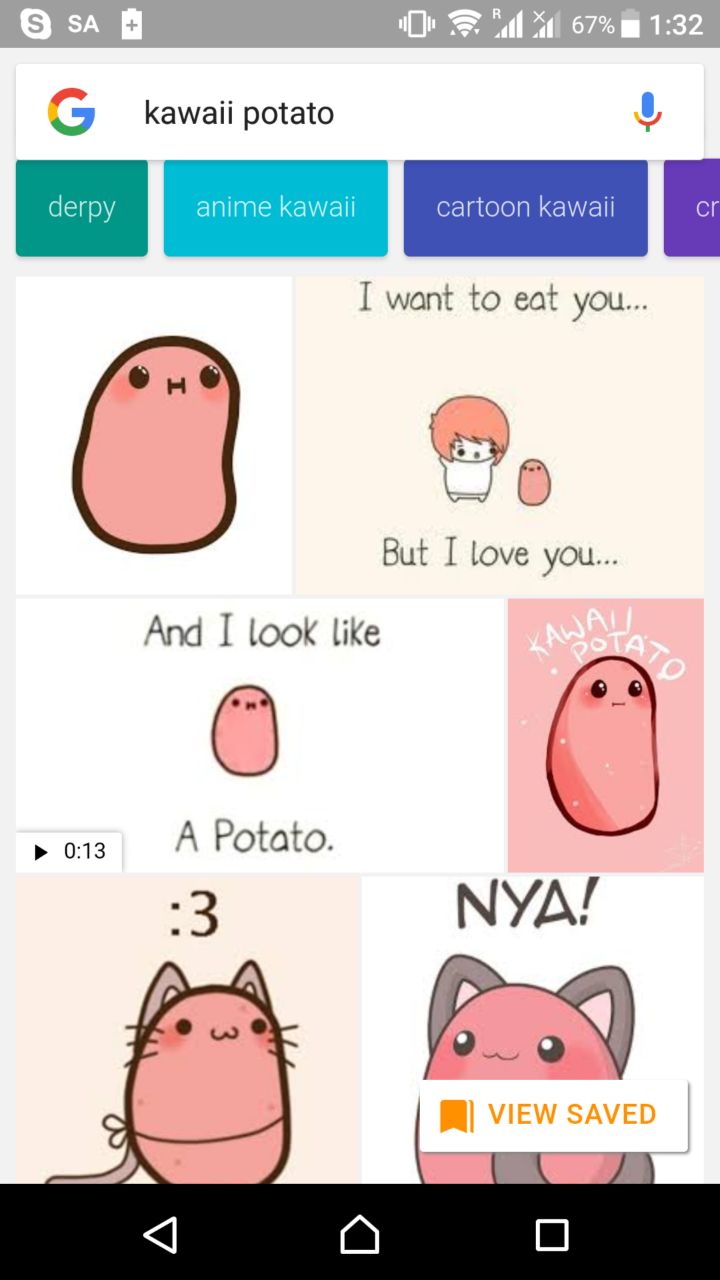 SA
R
67%
1:32
kawaii potato
derpy
anime kawaii
cartoon kawaii
cr
I want to eat you...
But I love you...
And I look like
A Potato.
0:13
KAWAII
POTATO
:3
NYA!
VIEW SAVED